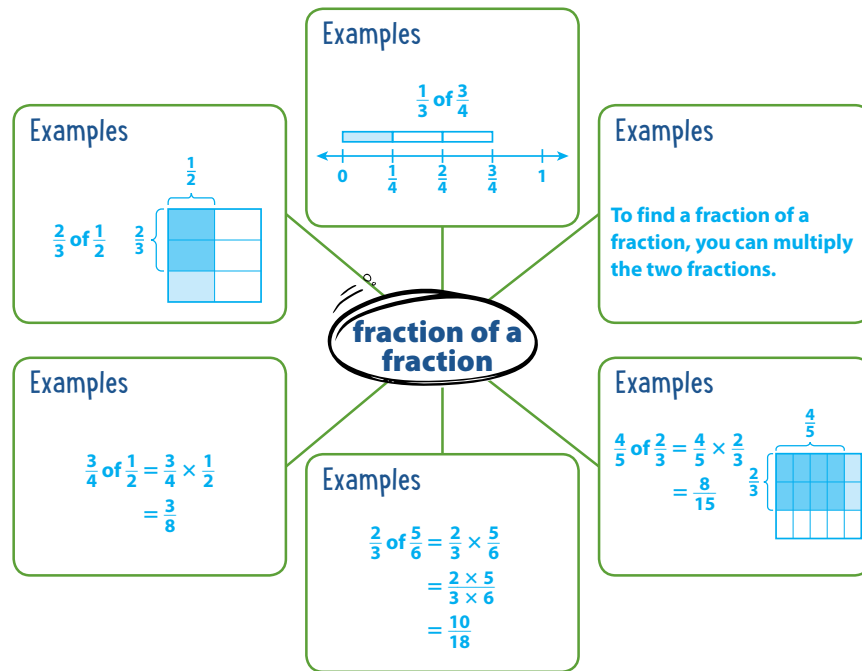 Examples
1/3 of 3/4
0 1/4 2/4 3/4 1
Examples
1/2
2/3 of 1/2 2/3
Examples
To find a fraction of a
fraction, you can multiply
the two fractions.
fraction of a
fraction
Examples
3/4 of 1/2 = 3/4 × 1/2
= 3/8
Examples
2/3 of 5/6 = 2/3 × 5/6
= 2 × 5/3 × 6
= 10/18
Examples
4/5
4/5 of 2/3 = 4/5 × 2/3
2/3
= 8/15